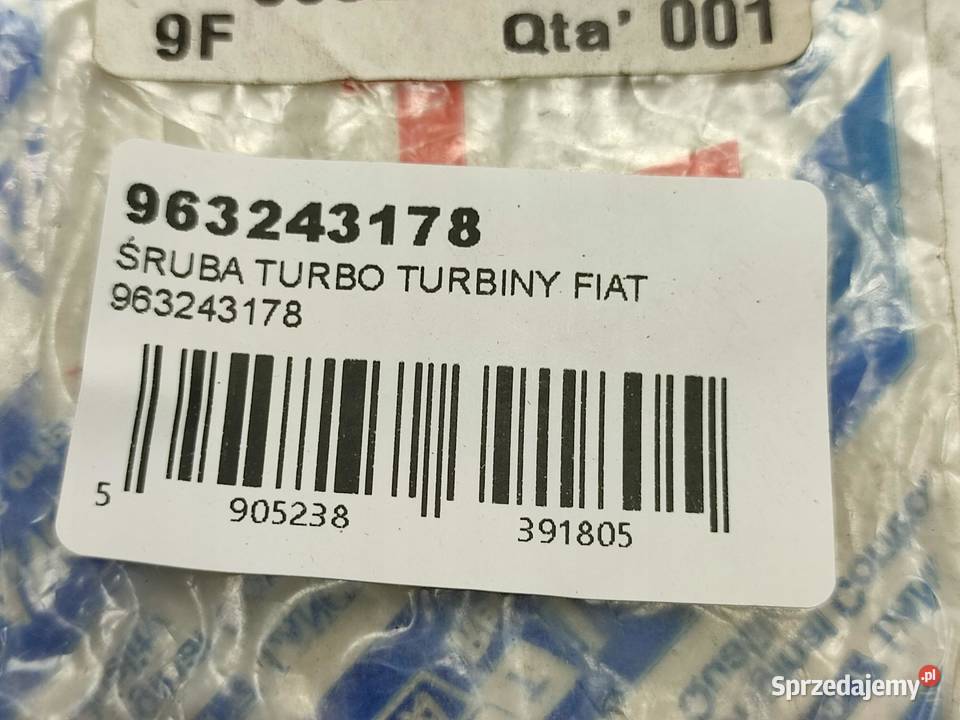 9F Qta' 001
963243178
ŚRUBA TURBO TURBINY FIAT
963243178
5 905238 391805
Sprzedajemy.pl